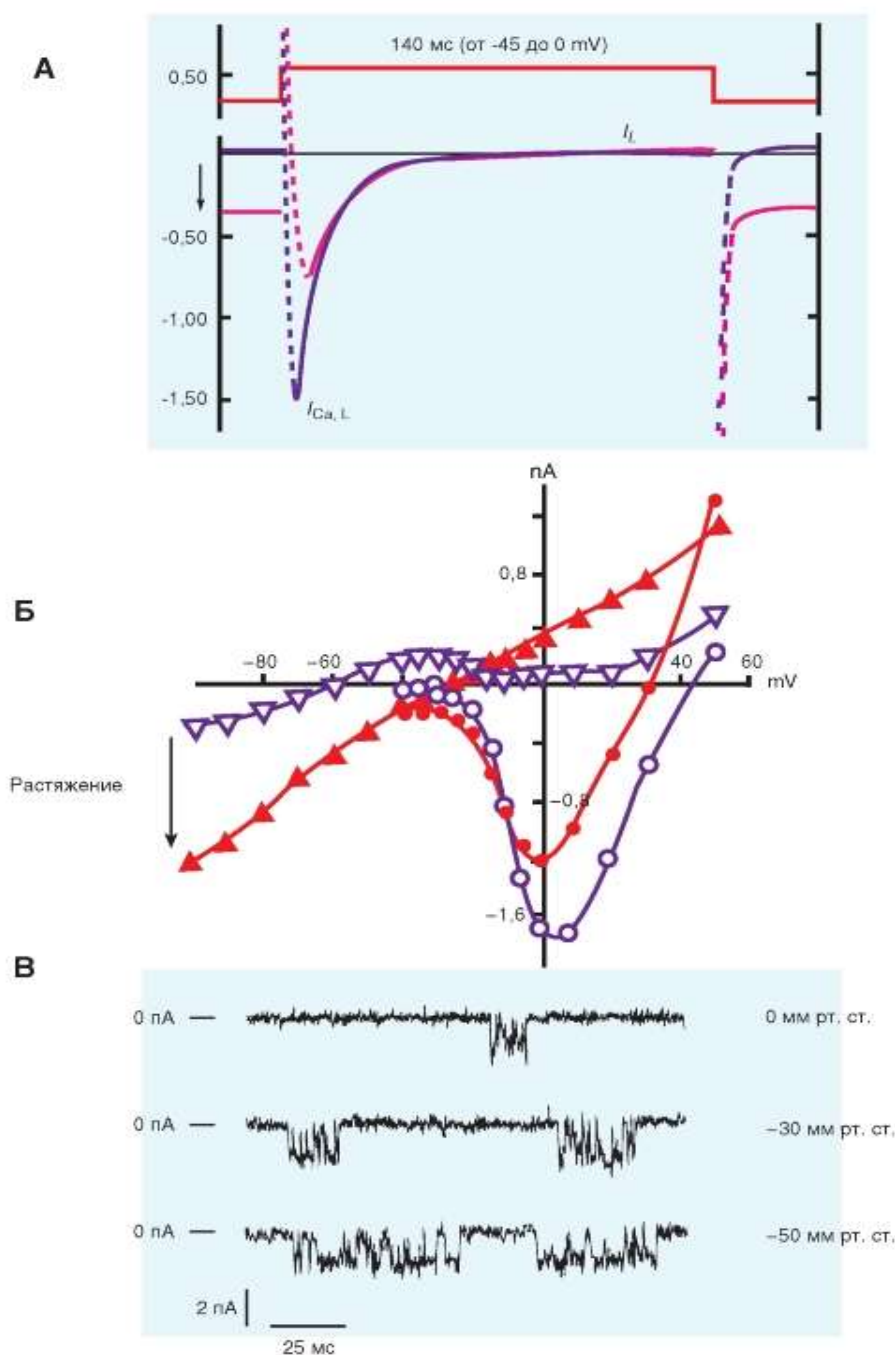 А
140 мс (от -45 до 0 mV)
0,50
I_L
-0,50
-1,00
-1,50
I_Ca, L
nA
0,8
Б
−80
−60
40
60
mV
Растяжение
−0,8
−1,6
В
0 пА
0 мм рт. ст.
0 пА
−30 мм рт. ст.
0 пА
−50 мм рт. ст.
2 пА
25 мс